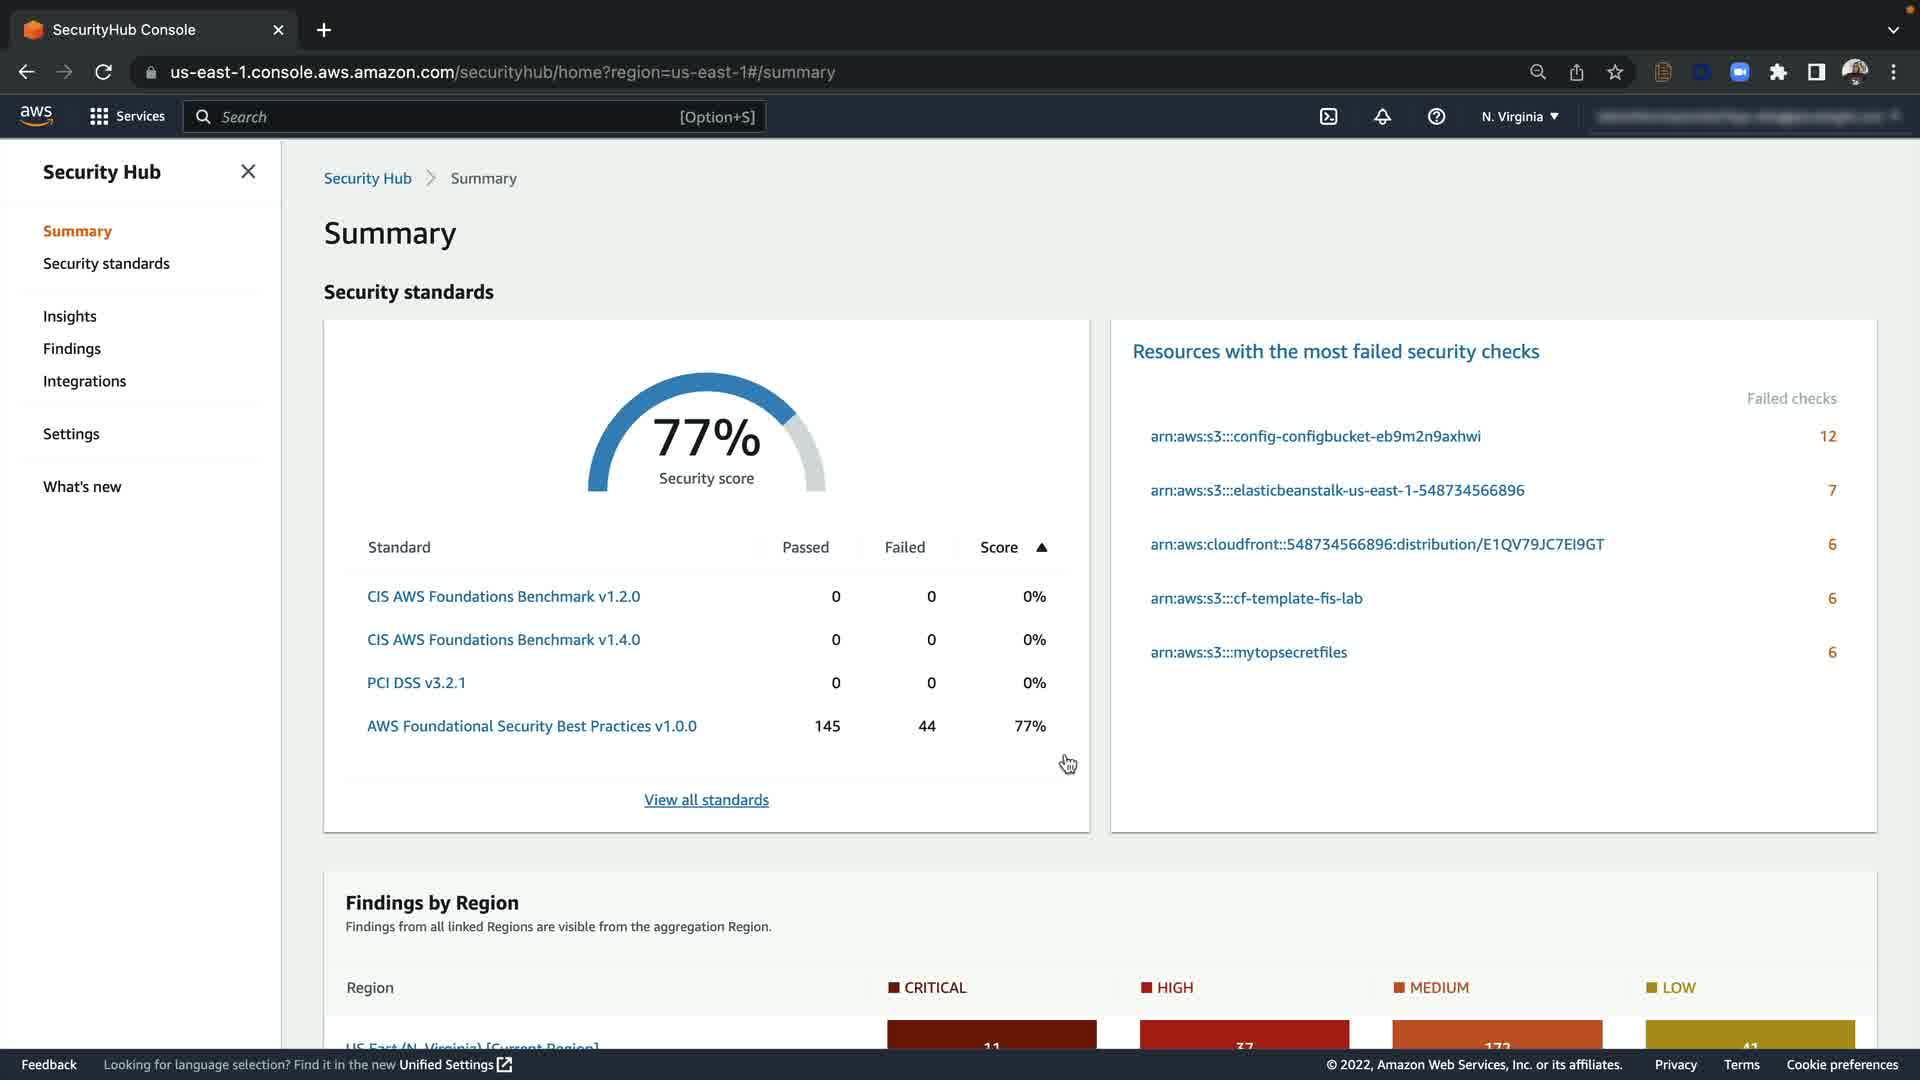 SecurityHub Console
us-east-1.console.aws.amazon.com/securityhub/home?region=us-east-1#/summary
aws
Services
Search
[Option+S]
N. Virginia
Security Hub
Summary
Security standards
Insights
Findings
Integrations
Settings
What's new
Security Hub
Summary
Summary
Security standards
77%
Security score
Standard Passed Failed Score
CIS AWS Foundations Benchmark v1.2.0 0 0 0%
CIS AWS Foundations Benchmark v1.4.0 0 0 0%
PCI DSS v3.2.1 0 0 0%
AWS Foundational Security Best Practices v1.0.0 145 44 77%
View all standards
Resources with the most failed security checks
Failed checks
arn:aws:s3:::config-configbucket-eb9m2n9axhwi 12
arn:aws:s3:::elasticbeanstalk-us-east-1-548734566896 7
arn:aws:cloudfront::548734566896:distribution/E1QV79JC7EI9GT 6
arn:aws:s3:::cf-template-fis-lab 6
arn:aws:s3:::mytopsecretfiles 6
Findings by Region
Findings from all linked Regions are visible from the aggregation Region.
Region CRITICAL HIGH MEDIUM LOW
US East (N. Virginia) [Current Region] 11 37 172 41
Feedback
Looking for language selection? Find it in the new Unified Settings
© 2022, Amazon Web Services, Inc. or its affiliates.
Privacy
Terms
Cookie preferences